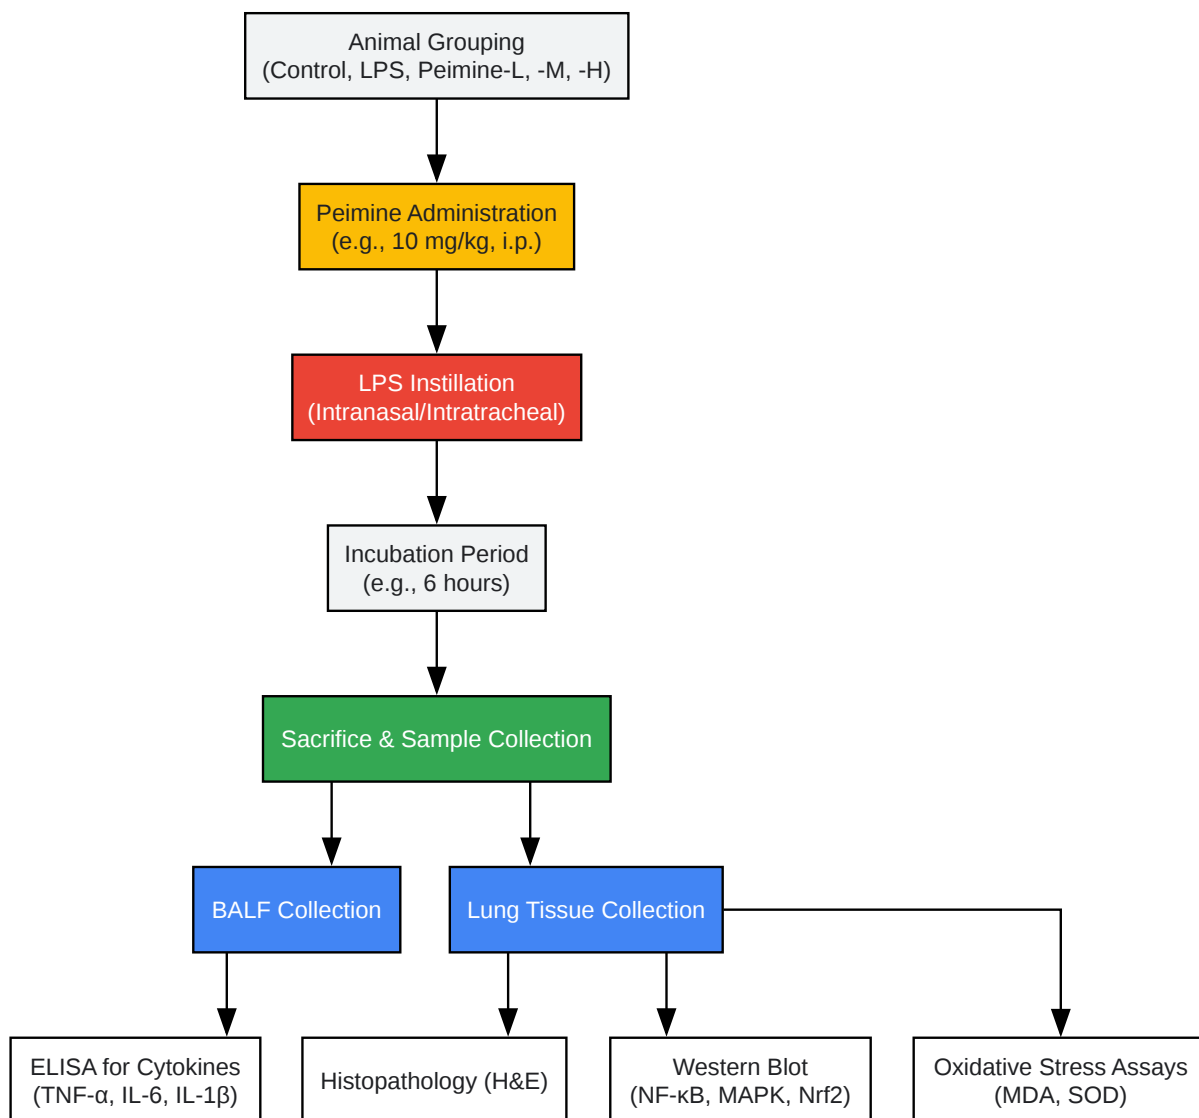 Animal Grouping
(Control, LPS, Peimine-L, -M, -H)
Peimine Administration
(e.g., 10 mg/kg, i.p.)
LPS Instillation
(Intranasal/Intratracheal)
Incubation Period
(e.g., 6 hours)
Sacrifice & Sample Collection
BALF Collection
Lung Tissue Collection
ELISA for Cytokines
(TNF-α, IL-6, IL-1β)
Histopathology (H&E)
Western Blot
(NF-κB, MAPK, Nrf2)
Oxidative Stress Assays
(MDA, SOD)